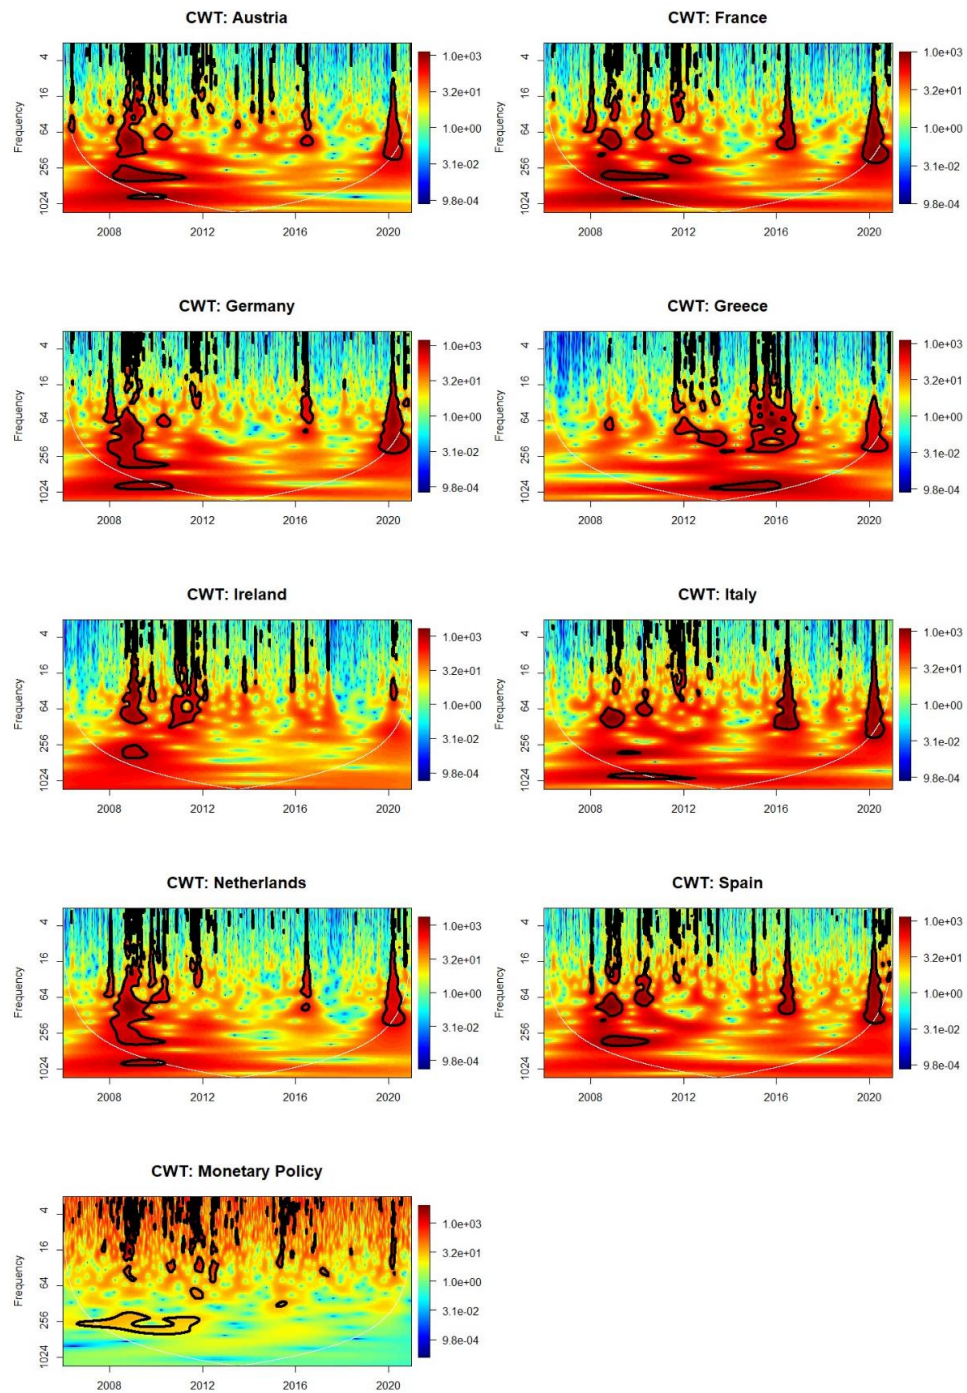 CWT: Austria
Frequency
4
16
64
256
1024
2008 2012 2016 2020
1.0e+03
3.2e+01
1.0e+00
3.1e-02
9.8e-04
CWT: France
Frequency
4
16
64
256
1024
2008 2012 2016 2020
1.0e+03
3.2e+01
1.0e+00
3.1e-02
9.8e-04
CWT: Germany
Frequency
4
16
64
256
1024
2008 2012 2016 2020
1.0e+03
3.2e+01
1.0e+00
3.1e-02
9.8e-04
CWT: Greece
Frequency
4
16
64
256
1024
2008 2012 2016 2020
1.0e+03
3.2e+01
1.0e+00
3.1e-02
9.8e-04
CWT: Ireland
Frequency
4
16
64
256
1024
2008 2012 2016 2020
1.0e+03
3.2e+01
1.0e+00
3.1e-02
9.8e-04
CWT: Italy
Frequency
4
16
64
256
1024
2008 2012 2016 2020
1.0e+03
3.2e+01
1.0e+00
3.1e-02
9.8e-04
CWT: Netherlands
Frequency
4
16
64
256
1024
2008 2012 2016 2020
1.0e+03
3.2e+01
1.0e+00
3.1e-02
9.8e-04
CWT: Spain
Frequency
4
16
64
256
1024
2008 2012 2016 2020
1.0e+03
3.2e+01
1.0e+00
3.1e-02
9.8e-04
CWT: Monetary Policy
Frequency
4
16
64
256
1024
2008 2012 2016 2020
1.0e+03
3.2e+01
1.0e+00
3.1e-02
9.8e-04